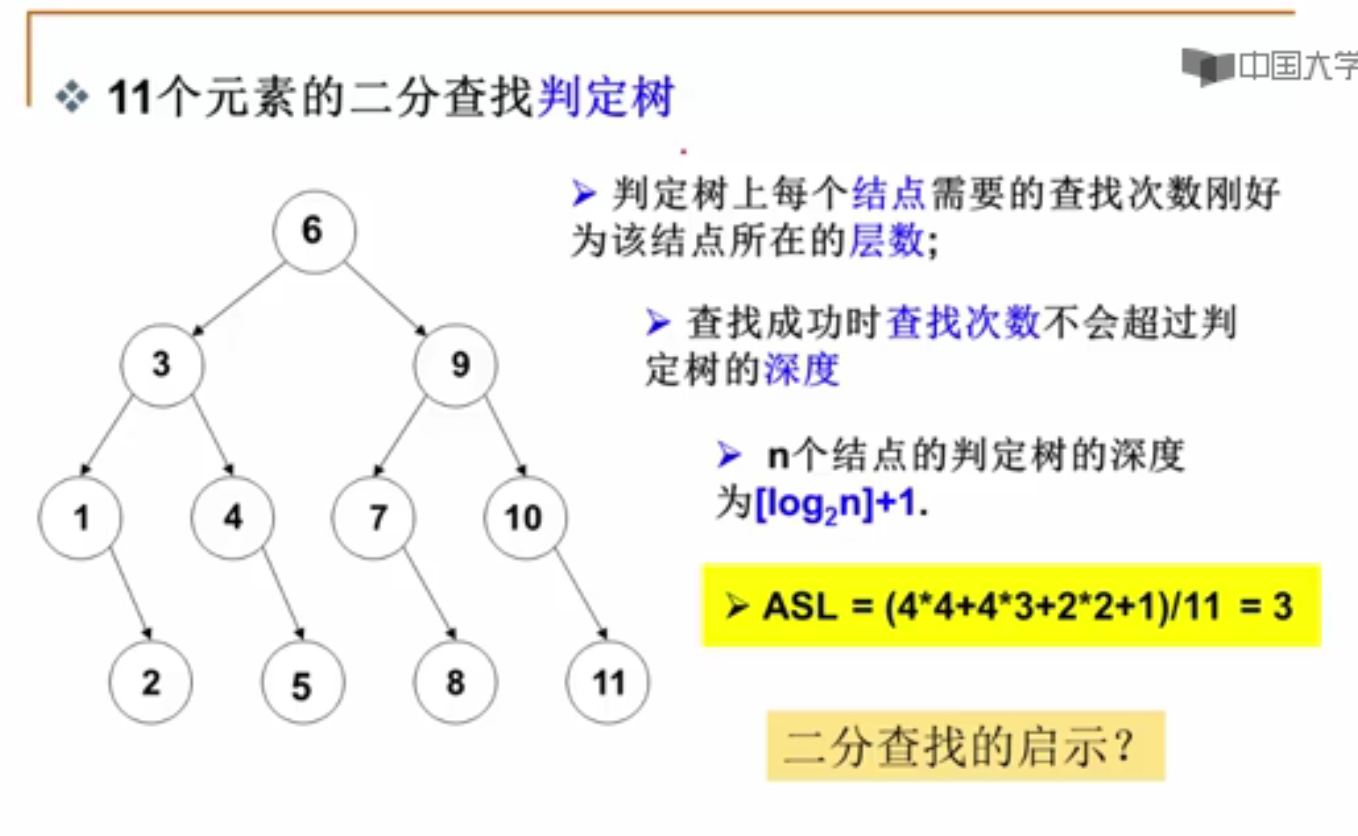 中国大学
❖ 11个元素的二分查找判定树
➢ 判定树上每个结点需要的查找次数刚好
为该结点所在的层数;
➢ 查找成功时查找次数不会超过判
定树的深度
➢ n个结点的判定树的深度
为[log₂n]+1.
➢ ASL = (4*4+4*3+2*2+1)/11 = 3
二分查找的启示?
6
3
9
1
4
7
10
2
5
8
11